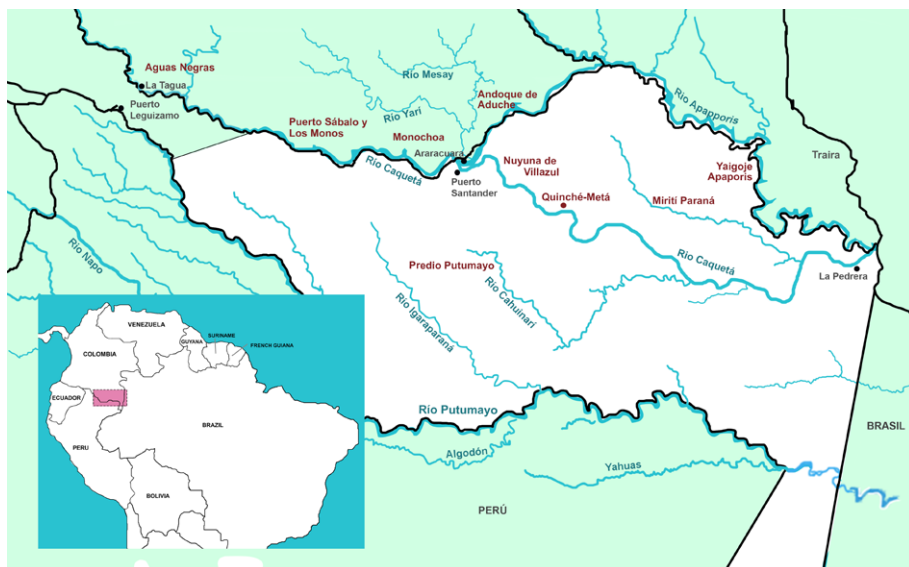 Aguas Negras
La Tagua
Puerto
Leguizamo
Río Mesay
Río Yarí
Andoque de
Aduche
Río Apapporis
Puerto Sábalo y
Los Monos
Monochoa
Araracuara
Río Caquetá
Puerto
Santander
Nuyuna de
Villazul
Quinché-Metá
Yaigoje
Apaporis
Traira
Mirití Paraná
Río Napo
Predio Putumayo
Río Cahuinarí
Río Caquetá
La Pedrera
Río Igaraparaná
Río Putumayo
Algodón
Yahuas
BRASIL
PERÚ
VENEZUELA
COLOMBIA
GUYANA
SURINAME
FRENCH GUIANA
ECUADOR
PERU
BRAZIL
BOLIVIA